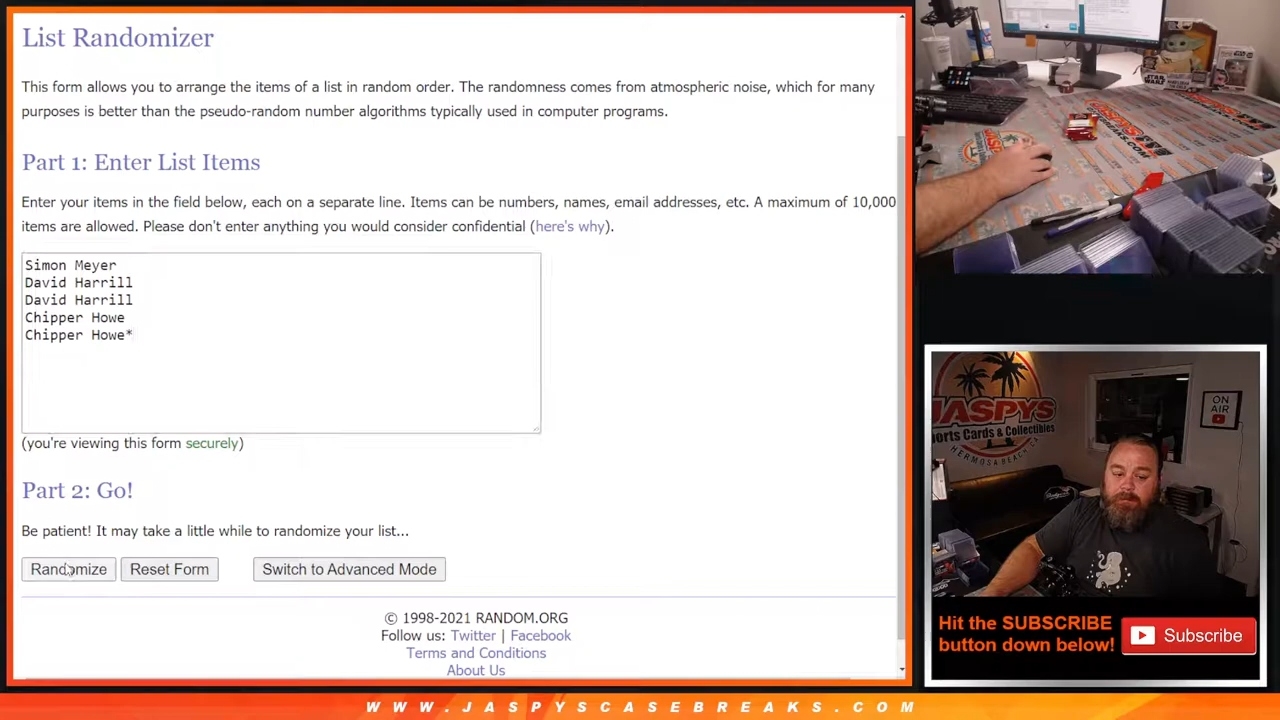 List Randomizer
This form allows you to arrange the items of a list in random order. The randomness comes from atmospheric noise, which for many
purposes is better than the pseudo-random number algorithms typically used in computer programs.
Part 1: Enter List Items
Enter your items in the field below, each on a separate line. Items can be numbers, names, email addresses, etc. A maximum of 10,000
items are allowed. Please don't enter anything you would consider confidential (here's why).
Simon Meyer
David Harrill
David Harrill
Chipper Howe
Chipper Howe*
(you're viewing this form securely)
Part 2: Go!
Be patient! It may take a little while to randomize your list...
Randomize Reset Form Switch to Advanced Mode
© 1998-2021 RANDOM.ORG
Follow us: Twitter | Facebook
Terms and Conditions
About Us
STAR WARS
JASPYS
CASEBREAKS.COM
ON AIR
JASPYS
Sports Cards & Collectibles
HERMOSA BEACH CA
Hit the SUBSCRIBE
button down below!
Subscribe
WWW.JASPYSCASEBREAKS.COM